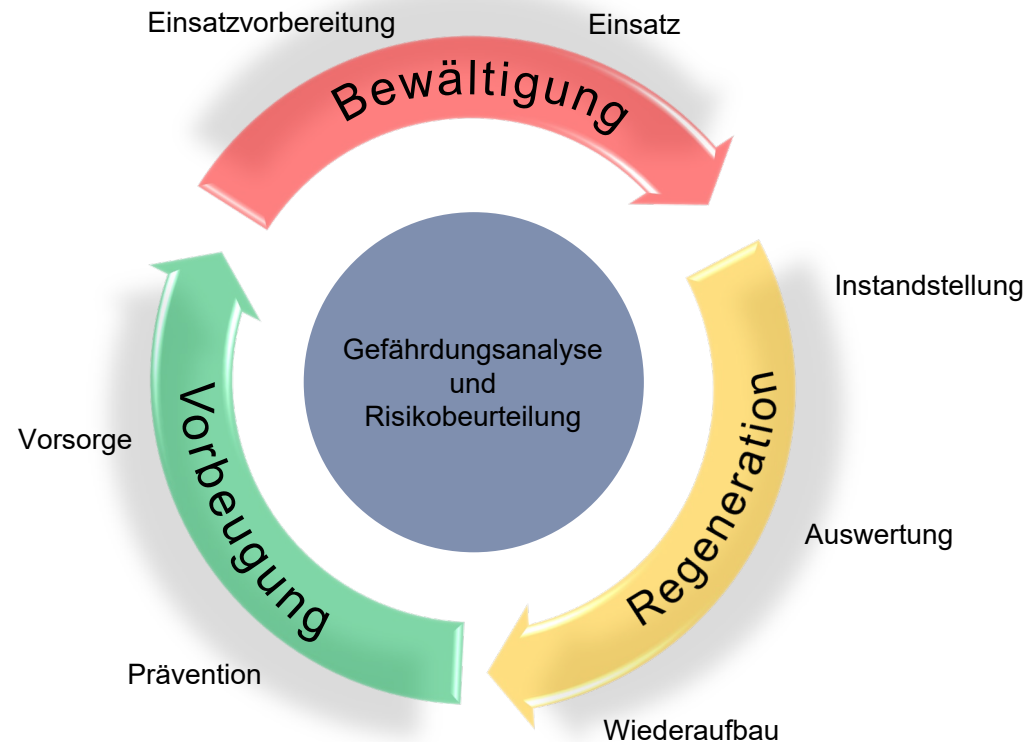 Einsatzvorbereitung
Einsatz
Bewältigung
Instandstellung
Gefährdungsanalyse
und
Risikobeurteilung
Regeneration
Vorbeugung
Vorsorge
Auswertung
Prävention
Wiederaufbau